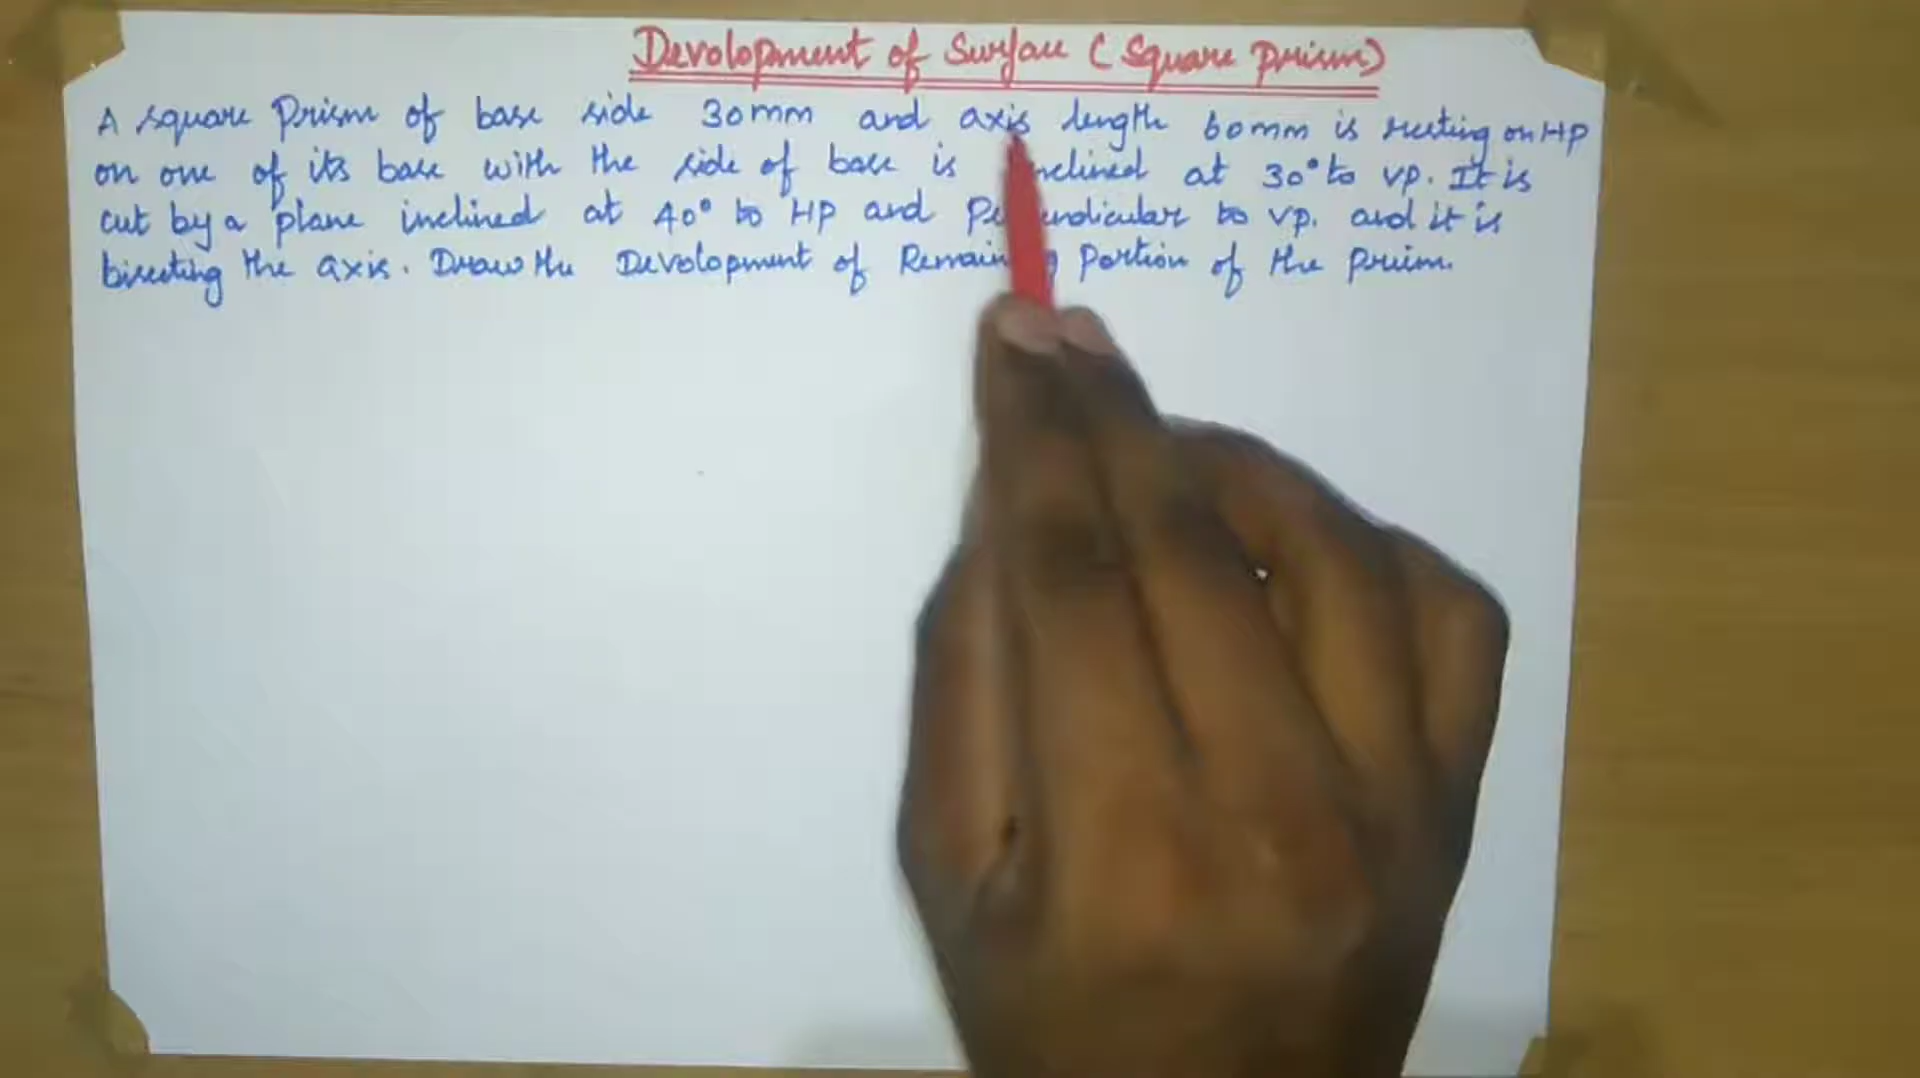 Devolopment of Surface (Square Prism)
A square Prism of base side 30mm and axis length 60mm is resting on HP
on one of its base with the side of base is inclined at 30° to VP. It is
cut by a plane inclined at 40° to HP and Perpendicular to VP. and it is
bisecting the axis. Draw the Devolopment of Remaining Portion of the prism.